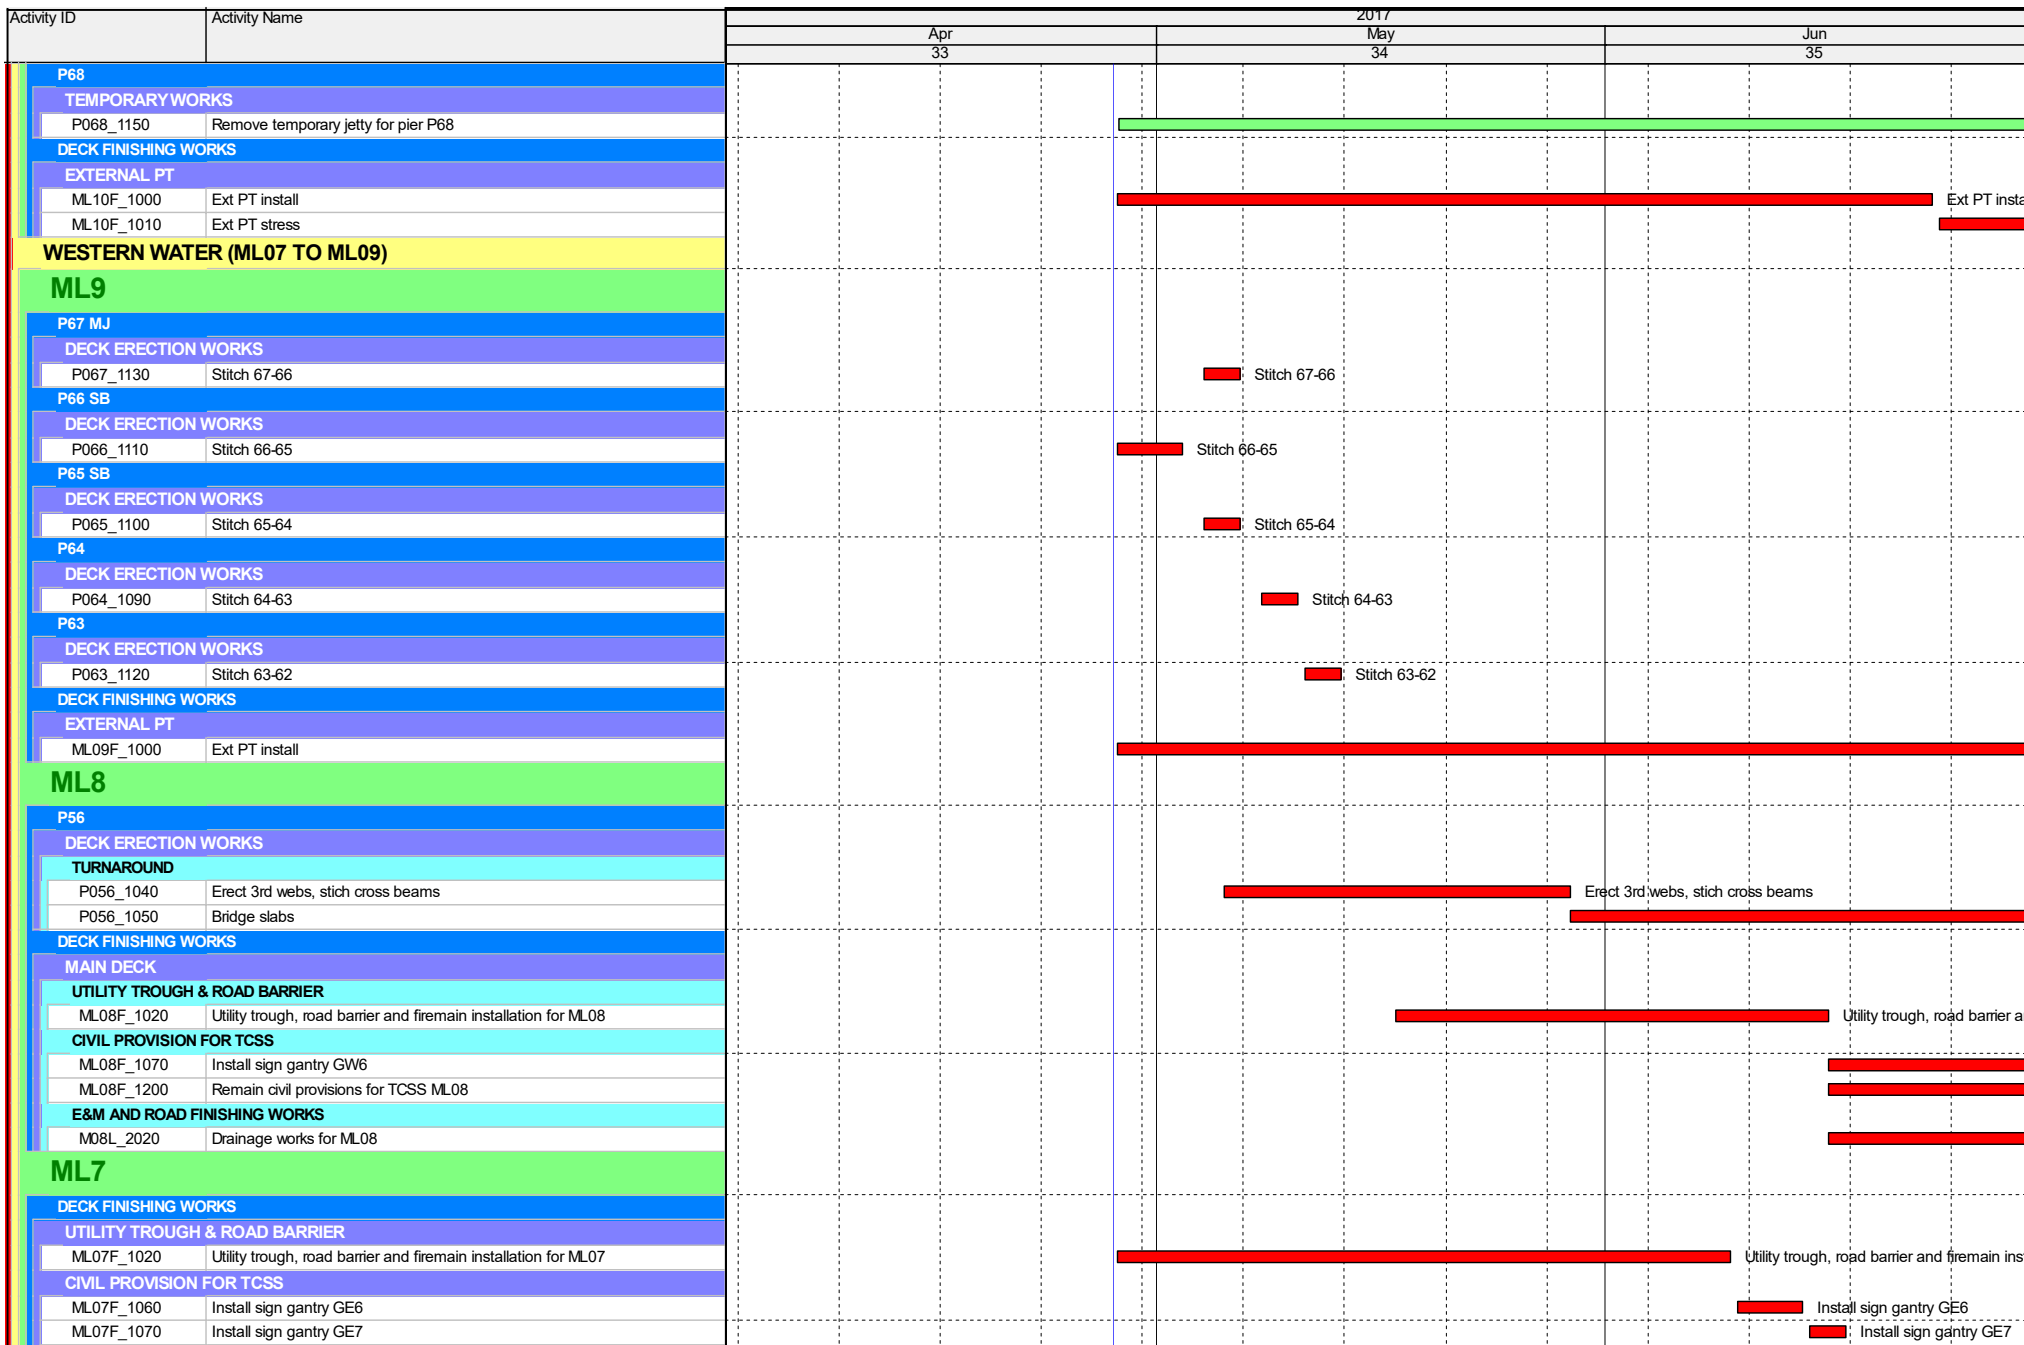 Activity ID Activity Name 2017
Apr May Jun
33 34 35
P68
TEMPORARY WORKS
P068_1150 Remove temporary jetty for pier P68
DECK FINISHING WORKS
EXTERNAL PT
ML10F_1000 Ext PT install Ext PT insta
ML10F_1010 Ext PT stress
WESTERN WATER (ML07 TO ML09)
ML9
P67 MJ
DECK ERECTION WORKS
P067_1130 Stitch 67-66 Stitch 67-66
P66 SB
DECK ERECTION WORKS
P066_1110 Stitch 66-65 Stitch 66-65
P65 SB
DECK ERECTION WORKS
P065_1100 Stitch 65-64 Stitch 65-64
P64
DECK ERECTION WORKS
P064_1090 Stitch 64-63 Stitch 64-63
P63
DECK ERECTION WORKS
P063_1120 Stitch 63-62 Stitch 63-62
DECK FINISHING WORKS
EXTERNAL PT
ML09F_1000 Ext PT install
ML8
P56
DECK ERECTION WORKS
TURNAROUND
P056_1040 Erect 3rd webs, stich cross beams Erect 3rd webs, stich cross beams
P056_1050 Bridge slabs
DECK FINISHING WORKS
MAIN DECK
UTILITY TROUGH & ROAD BARRIER
ML08F_1020 Utility trough, road barrier and firemain installation for ML08 Utility trough, road barrier a
CIVIL PROVISION FOR TCSS
ML08F_1070 Install sign gantry GW6
ML08F_1200 Remain civil provisions for TCSS ML08
E&M AND ROAD FINISHING WORKS
M08L_2020 Drainage works for ML08
ML7
DECK FINISHING WORKS
UTILITY TROUGH & ROAD BARRIER
ML07F_1020 Utility trough, road barrier and firemain installation for ML07 Utility trough, road barrier and firemain ins
CIVIL PROVISION FOR TCSS
ML07F_1060 Install sign gantry GE6 Install sign gantry GE6
ML07F_1070 Install sign gantry GE7 Install sign gantry GE7